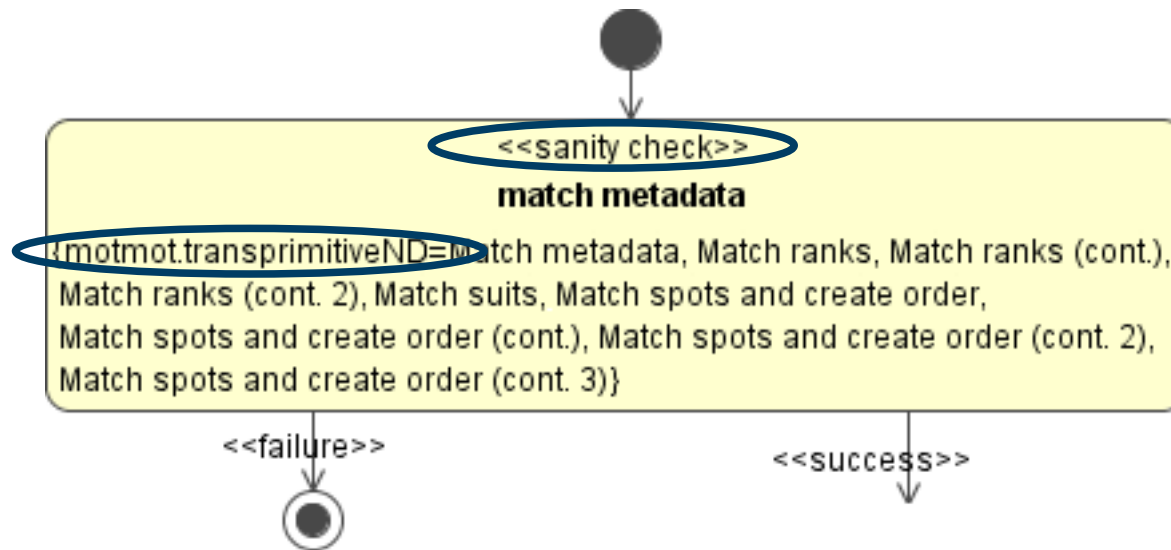 <<sanity check>>
match metadata
{motmot.transprimitiveND=Match metadata, Match ranks, Match ranks (cont.),
Match ranks (cont. 2), Match suits, Match spots and create order,
Match spots and create order (cont.), Match spots and create order (cont. 2),
Match spots and create order (cont. 3)}
<<failure>>
<<success>>